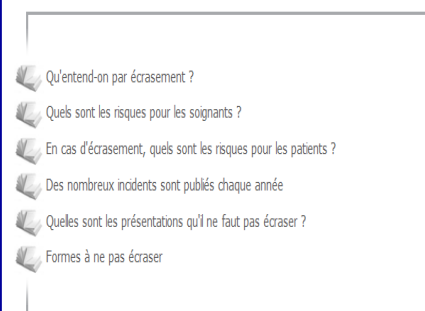 Qu'entend-on par écrasement ?
Quels sont les risques pour les soignants ?
En cas d'écrasement, quels sont les risques pour les patients ?
Des nombreux incidents sont publiés chaque année
Quelles sont les présentations qu'il ne faut pas écraser ?
Formes à ne pas écraser